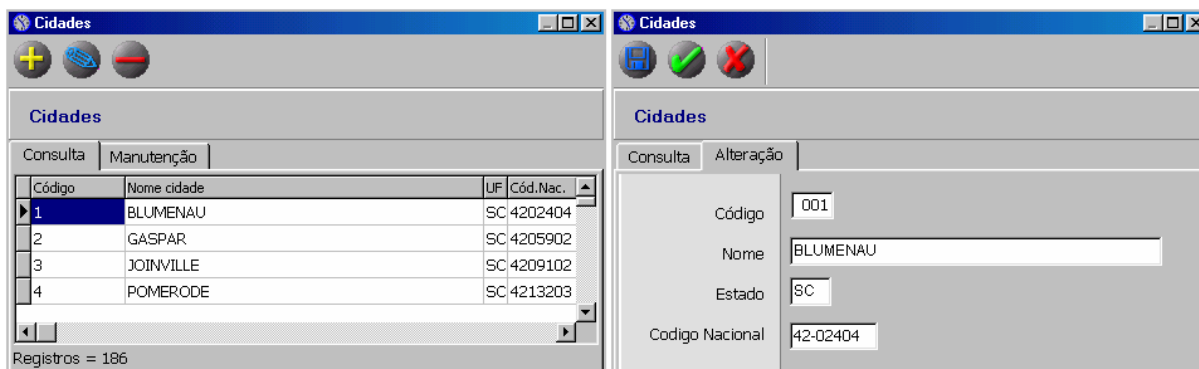 Cidades
Cidades
Consulta Manutenção
Código Nome cidade UF Cód.Nac.
1 BLUMENAU SC 4202404
2 GASPAR SC 4205902
3 JOINVILLE SC 4209102
4 POMERODE SC 4213203
Registros = 186
Cidades
Cidades
Consulta Alteração
Código 001
Nome BLUMENAU
Estado SC
Codigo Nacional 42-02404